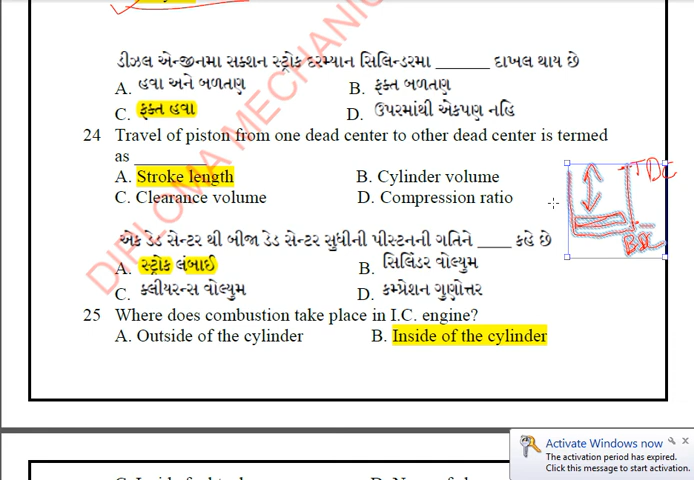 ડીઝલ એન્જીનમા સક્શન સ્ટ્રોક દરમ્યાન સિલિન્ડરમા ______ દાખલ થાય છે
A. હવા અને બળતણ B. ફક્ત બળતણ
C. ફક્ત હવા D. ઉપરમાંથી એકપણ નહિ
24 Travel of piston from one dead center to other dead center is termed
as ________
A. Stroke length B. Cylinder volume
C. Clearance volume D. Compression ratio
TDC
એક ડેડ સેન્ટર થી બીજા ડેડ સેન્ટર સુધીની પીસ્ટનની ગતિને ____ કહે છે
A. સ્ટ્રોક લંબાઈ B. સિલિંડર વોલ્યુમ
C. ક્લીયરન્સ વોલ્યુમ D. કમ્પ્રેશન ગુણોત્તર
25 Where does combustion take place in I.C. engine?
A. Outside of the cylinder B. Inside of the cylinder
DIPLOMA MECHANIC
Activate Windows now
The activation period has expired.
Click this message to start activation.